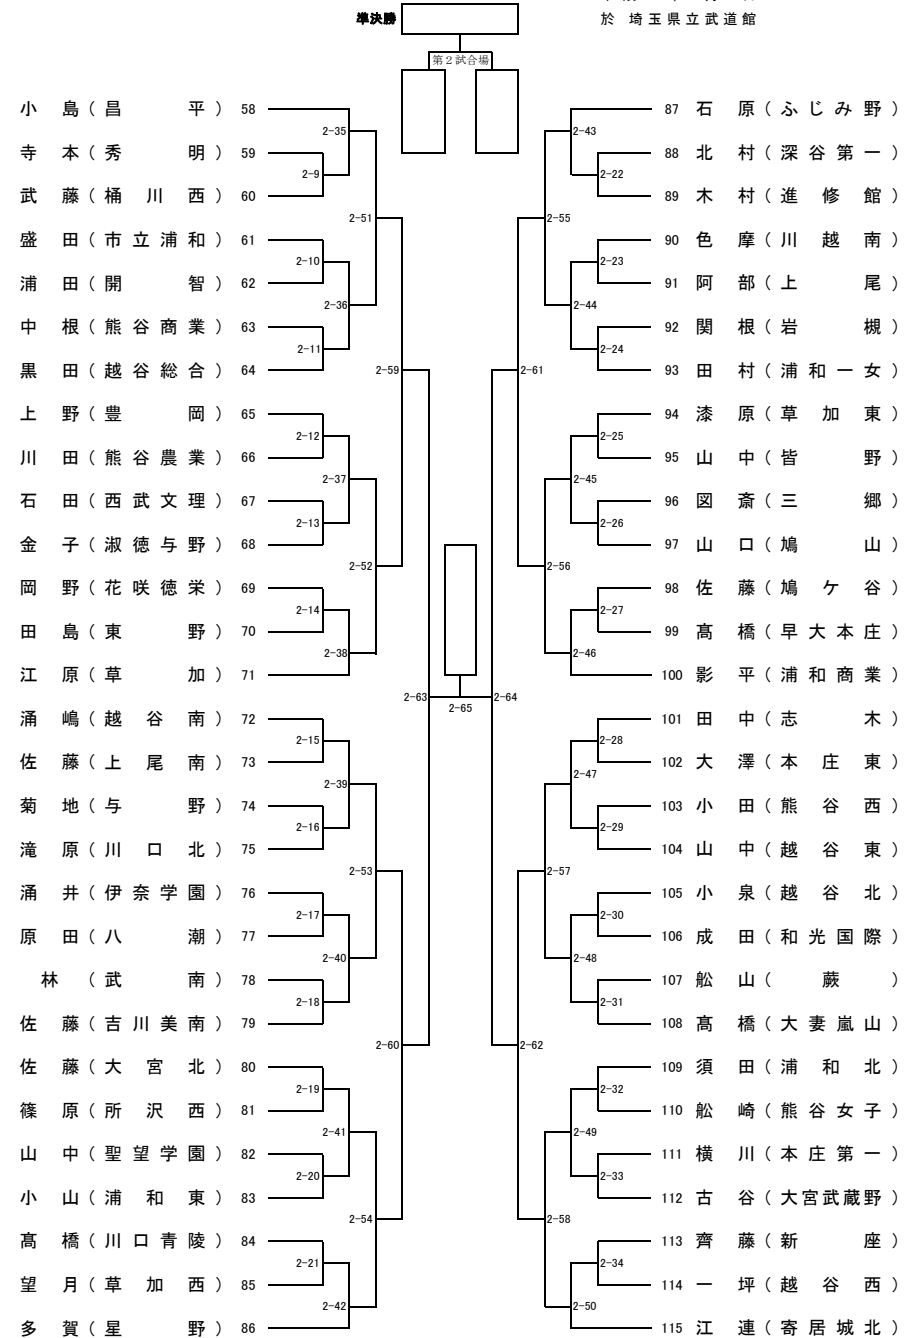 準決勝
於 埼玉県立武道館
第2試合場
小島（昌平）58
2-35
寺本（秀明）59
2-9
武藤（桶川西）60
2-51
盛田（市立浦和）61
2-10
浦田（開智）62
2-36
中根（熊谷商業）63
2-11
黒田（越谷総合）64
2-59
上野（豊岡）65
2-12
川田（熊谷農業）66
2-37
石田（西武文理）67
2-13
金子（淑徳与野）68
2-52
岡野（花咲徳栄）69
2-14
田島（東野）70
2-38
江原（草加）71
2-63
涌嶋（越谷南）72
2-15
佐藤（上尾南）73
2-39
菊地（与野）74
2-16
滝原（川口北）75
2-53
涌井（伊奈学園）76
2-17
原田（八潮）77
2-40
林（武南）78
2-18
佐藤（吉川美南）79
2-60
佐藤（大宮北）80
2-19
篠原（所沢西）81
2-41
山中（聖望学園）82
2-20
小山（浦和東）83
2-54
髙橋（川口青陵）84
2-21
望月（草加西）85
2-42
多賀（星野）86
2-65
87 石原（ふじみ野）
2-43
88 北村（深谷第一）
2-22
89 木村（進修館）
2-55
90 色摩（川越南）
2-23
91 阿部（上尾）
2-44
92 関根（岩槻）
2-24
93 田村（浦和一女）
2-61
94 漆原（草加東）
2-25
95 山中（皆野）
2-45
96 図斎（三郷）
2-26
97 山口（鳩山）
2-56
98 佐藤（鳩ケ谷）
2-27
99 髙橋（早大本庄）
2-46
100 影平（浦和商業）
2-64
101 田中（志木）
2-28
102 大澤（本庄東）
2-47
103 小田（熊谷西）
2-29
104 山中（越谷東）
2-57
105 小泉（越谷北）
2-30
106 成田（和光国際）
2-48
107 舩山（蕨）
2-31
108 髙橋（大妻嵐山）
2-62
109 須田（浦和北）
2-32
110 舩崎（熊谷女子）
2-49
111 横川（本庄第一）
2-33
112 古谷（大宮武蔵野）
2-58
113 齊藤（新座）
2-34
114 一坪（越谷西）
2-50
115 江連（寄居城北）